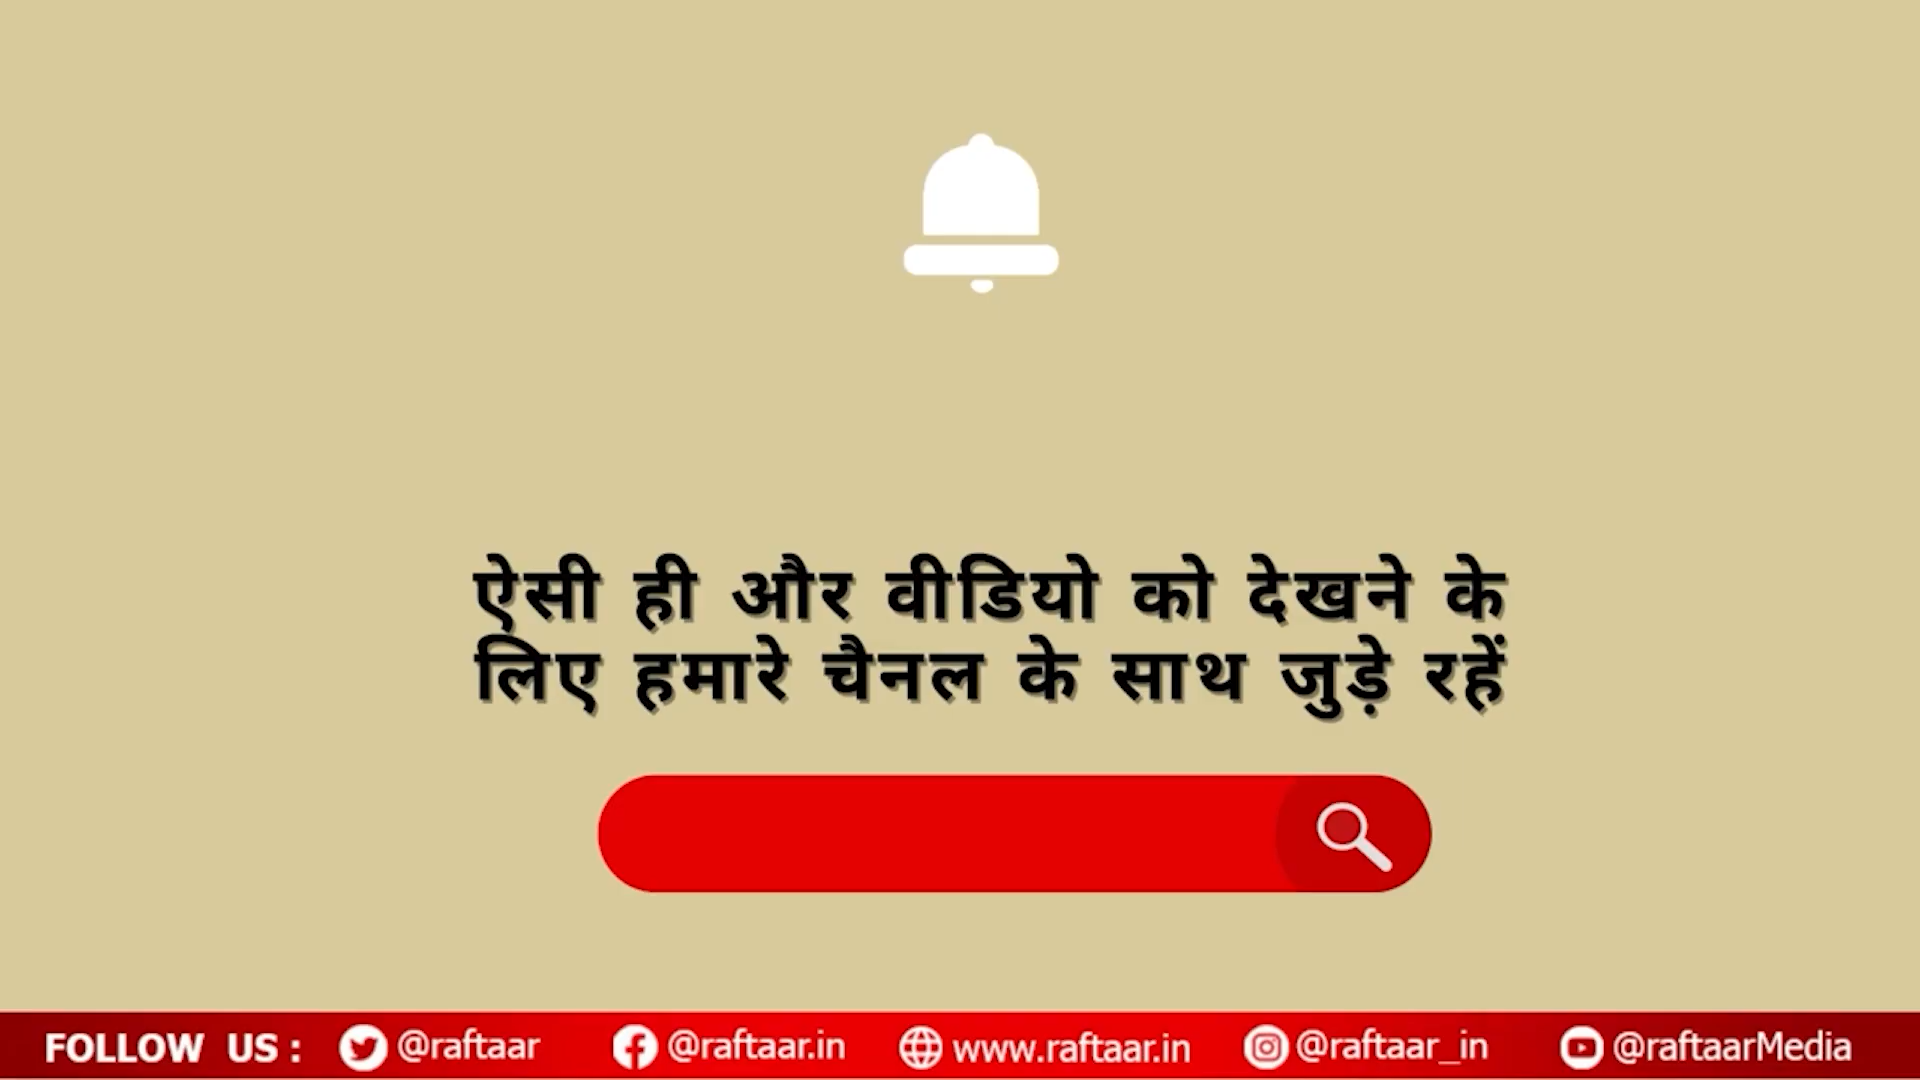 ऐसी ही और वीडियो को देखने के
लिए हमारे चैनल के साथ जुड़े रहें
FOLLOW US : @raftaar @raftaar.in www.raftaar.in @raftaar_in @raftaarMedia